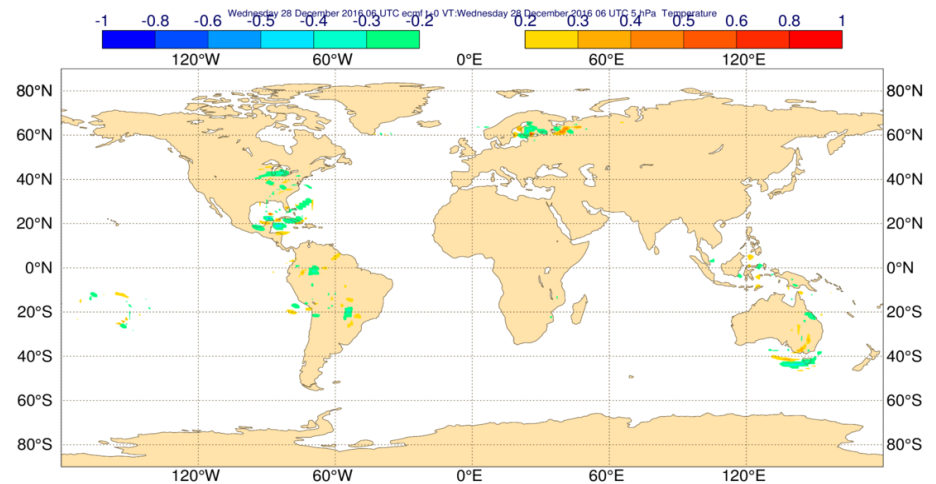 Wednesday 28 December 2016 06 UTC ecmf t+0 VT:Wednesday 28 December 2016 06 UTC 5 hPa Temperature
-1 -0.8 -0.6 -0.5 -0.4 -0.3 -0.2 0.2 0.3 0.4 0.5 0.6 0.8 1
120°W 60°W 0°E 60°E 120°E
80°N 80°N
60°N 60°N
40°N 40°N
20°N 20°N
0°N 0°N
20°S 20°S
40°S 40°S
60°S 60°S
80°S 80°S
120°W 60°W 0°E 60°E 120°E